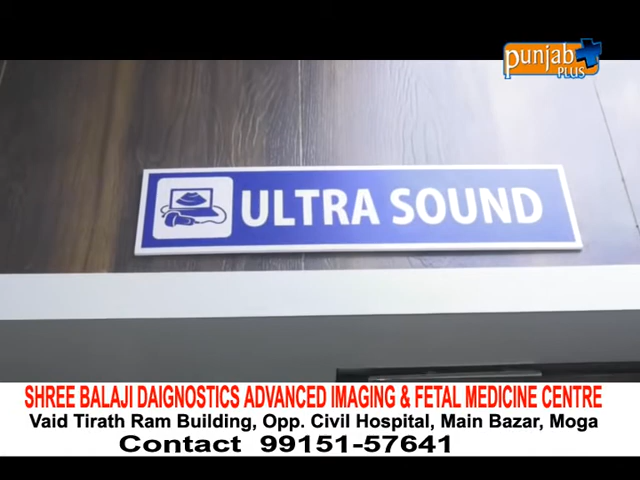 punjab
PLUS
ULTRA SOUND
SHREE BALAJI DAIGNOSTICS ADVANCED IMAGING & FETAL MEDICINE CENTRE
Vaid Tirath Ram Building, Opp. Civil Hospital, Main Bazar, Moga
Contact 99151-57641